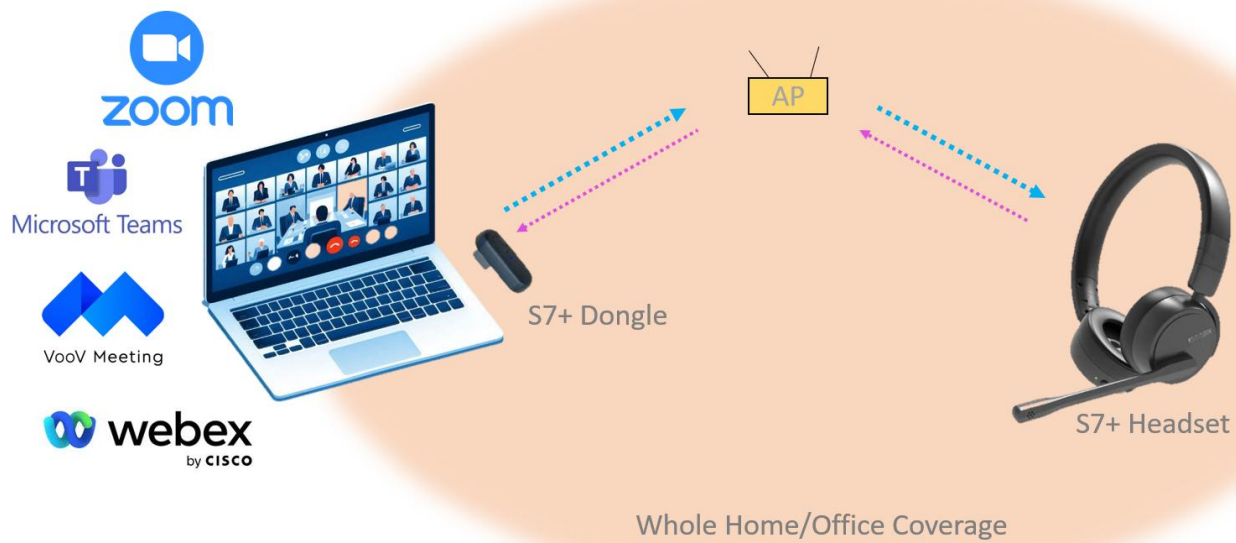 zoom
T
Microsoft Teams
VooV Meeting
webex
by CISCO
AP
S7+ Dongle
S7+ Headset
Whole Home/Office Coverage